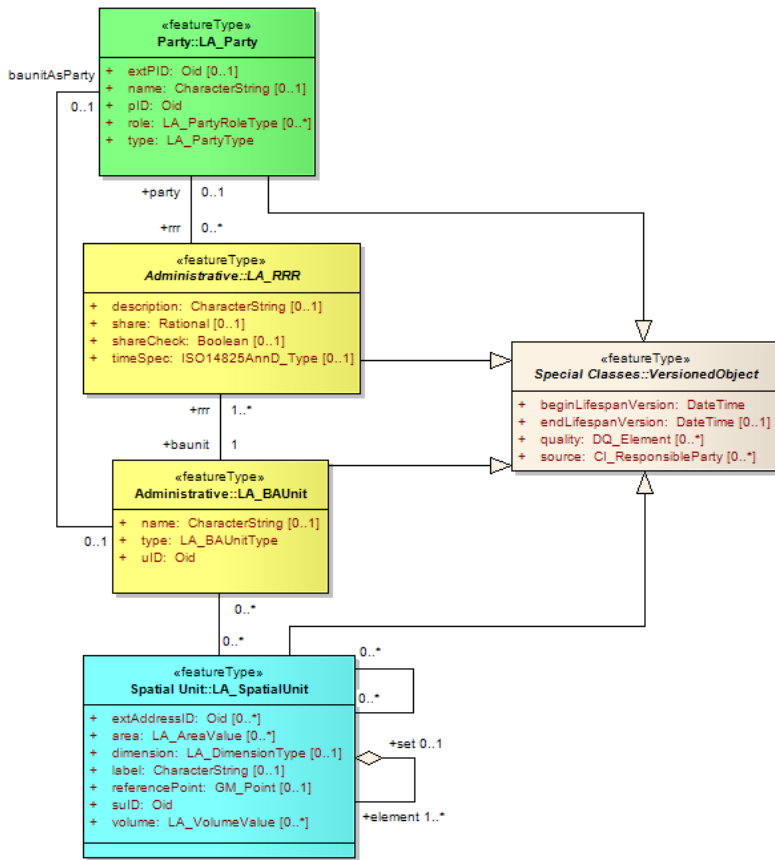 «featureType»
Party::LA_Party
+ extPID: Oid [0..1]
+ name: CharacterString [0..1]
+ pID: Oid
+ role: LA_PartyRoleType [0..*]
+ type: LA_PartyType
baunitAsParty
0..1
+party 0..1
+rrr 0..*
«featureType»
Administrative::LA_RRR
+ description: CharacterString [0..1]
+ share: Rational [0..1]
+ shareCheck: Boolean [0..1]
+ timeSpec: ISO14825AnnD_Type [0..1]
«featureType»
Special Classes::VersionedObject
+ beginLifespanVersion: DateTime
+ endLifespanVersion: DateTime [0..1]
+ quality: DQ_Element [0..*]
+ source: CI_ResponsibleParty [0..*]
+rrr 1..*
+baunit 1
«featureType»
Administrative::LA_BAUnit
+ name: CharacterString [0..1]
+ type: LA_BAUnitType
+ uID: Oid
0..1
0..*
0..*
«featureType»
Spatial Unit::LA_SpatialUnit
+ extAddressID: Oid [0..*]
+ area: LA_AreaValue [0..*]
+ dimension: LA_DimensionType [0..1]
+ label: CharacterString [0..1]
+ referencePoint: GM_Point [0..1]
+ suID: Oid
+ volume: LA_VolumeValue [0..*]
0..*
0..*
+set 0..1
+element 1..*